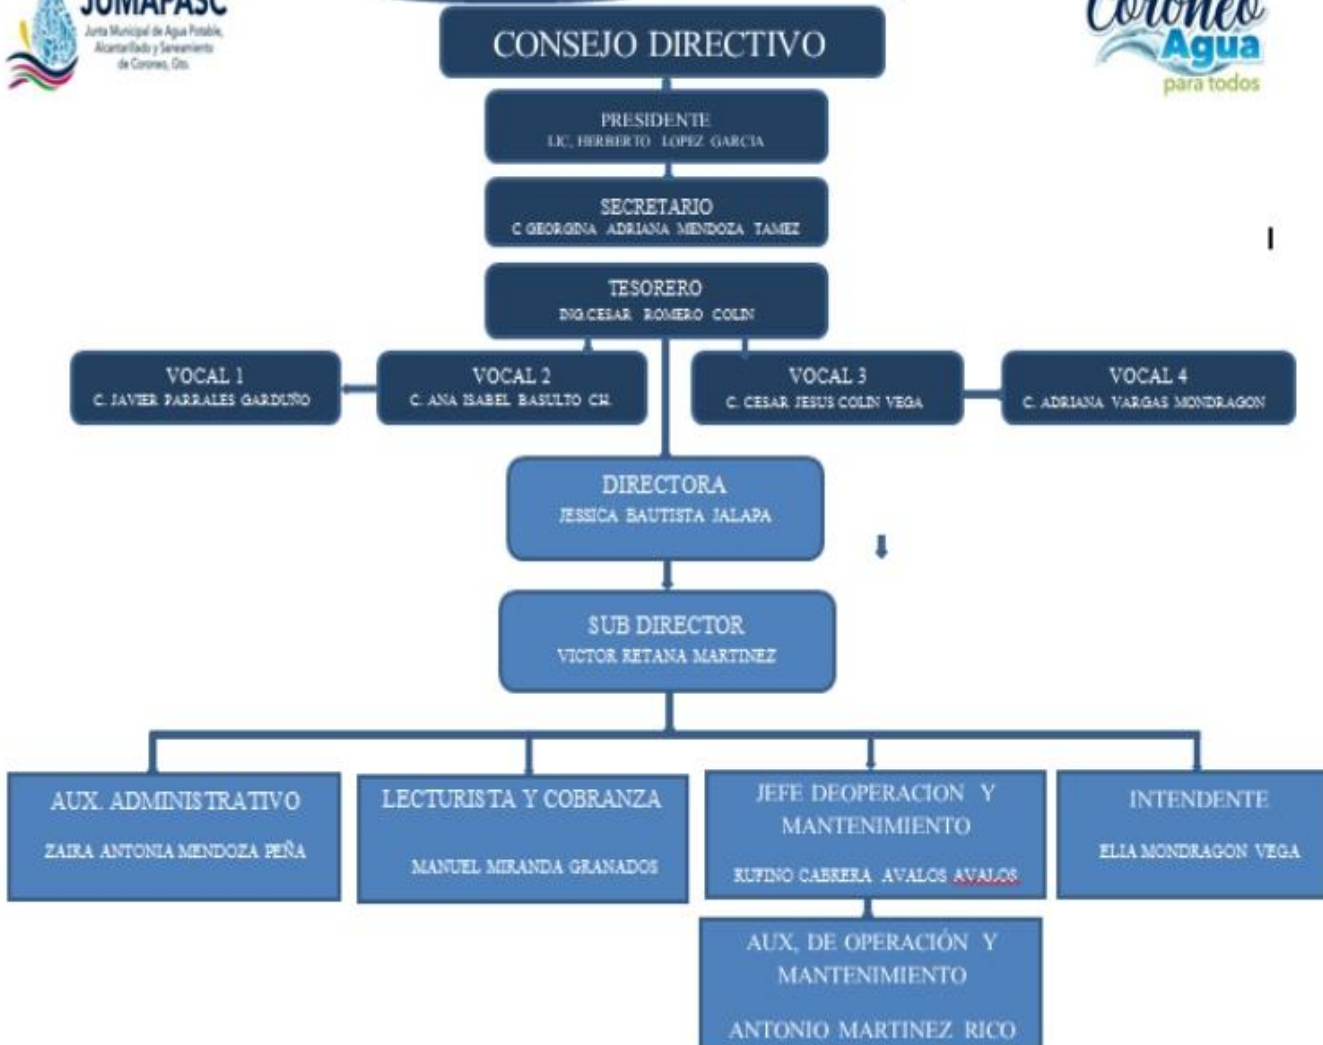 JUMAPASC
Junta Municipal de Agua Potable,
Alcantarillado y Saneamiento
de Coroneo, Gto.
Coroneo
Agua
para todos
CONSEJO DIRECTIVO
PRESIDENTE
LIC, HERBERTO LOPEZ GARCIA
SECRETARIO
C GEORGINA ADRIANA MENDOZA TAMEZ
TESORERO
ING.CESAR ROMERO COLIN
VOCAL 1
C. JAVIER PARRALES GARDUÑO
VOCAL 2
C. ANA ISABEL BASULTO CH.
VOCAL 3
C. CESAR JESUS COLIN VEGA
VOCAL 4
C. ADRIANA VARGAS MONDRAGON
DIRECTORA
JESSICA BAUTISTA JALAPA
SUB DIRECTOR
VICTOR RETANA MARTINEZ
AUX. ADMINISTRATIVO
ZAIRA ANTONIA MENDOZA PEÑA
LECTURISTA Y COBRANZA
MANUEL MIRANDA GRANADOS
JEFE DEOPERACION Y
MANTENIMIENTO
RUFINO CABRERA AVALOS AVALOS
INTENDENTE
ELIA MONDRAGON VEGA
AUX, DE OPERACIÓN Y
MANTENIMIENTO
ANTONIO MARTINEZ RICO